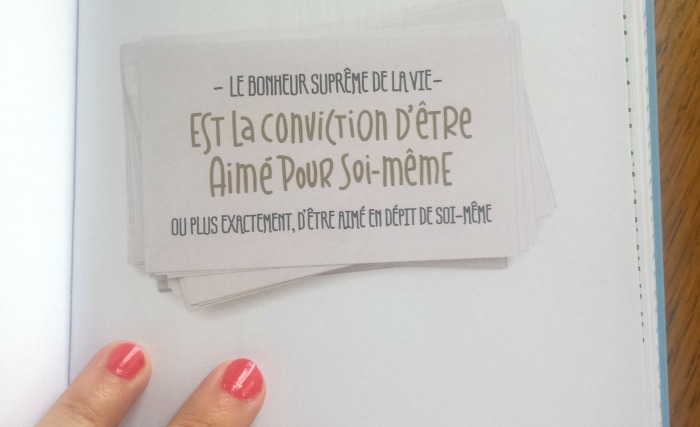 – LE BONHEUR SUPRÊME DE LA VIE –
EST La CONViCTiON D'ÊTRE
Aimé POUR SOi-mêmE
OU PLUS EXACTEMENT, D'ÊTRE AIMÉ EN DÉPIT DE SOI-MÊME